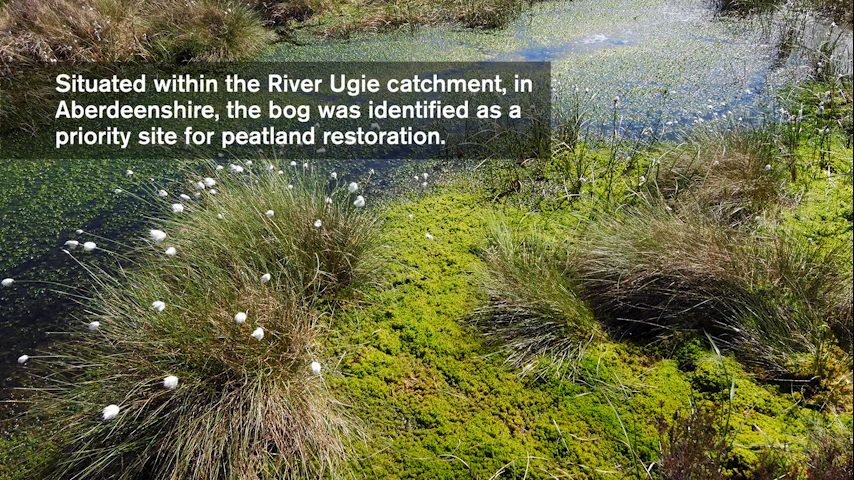 Situated within the River Ugie catchment, in
Aberdeenshire, the bog was identified as a
priority site for peatland restoration.